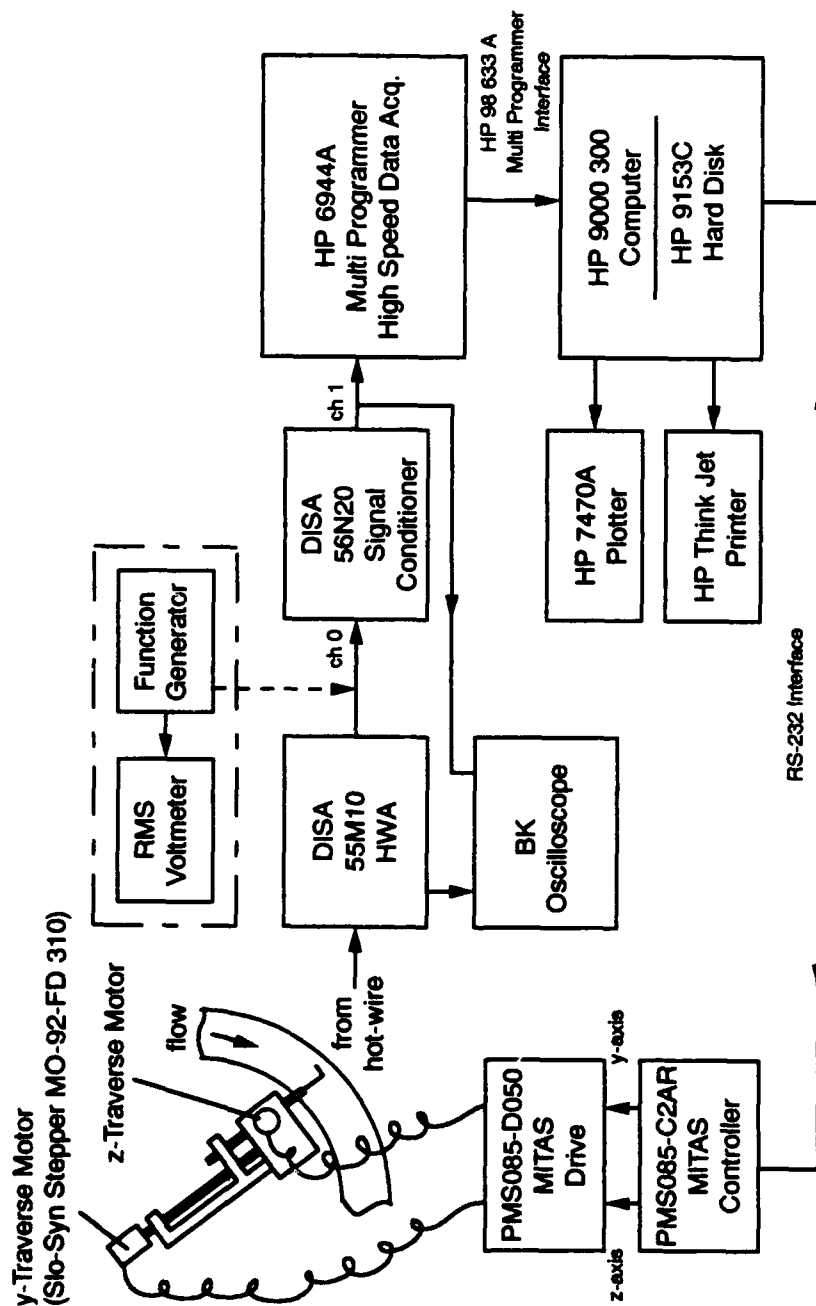 y-Traverse Motor
(Slo-Syn Stepper MO-92-FD 310)
z-Traverse Motor
flow
from
hot-wire
RMS
Voltmeter
Function
Generator
DISA
55M10
HWA
ch 0
DISA
56N20
Signal
Conditioner
ch 1
HP 6944A
Multi Programmer
High Speed Data Acq.
HP 98 633 A
Multi Programmer
Interface
HP 9000 300
Computer
HP 9153C
Hard Disk
HP 7470A
Plotter
HP Think Jet
Printer
BK
Oscilloscope
RS-232 Interface
PMS085-D050
MITAS
Drive
z-axis
y-axis
PMS085-C2AR
MITAS
Controller